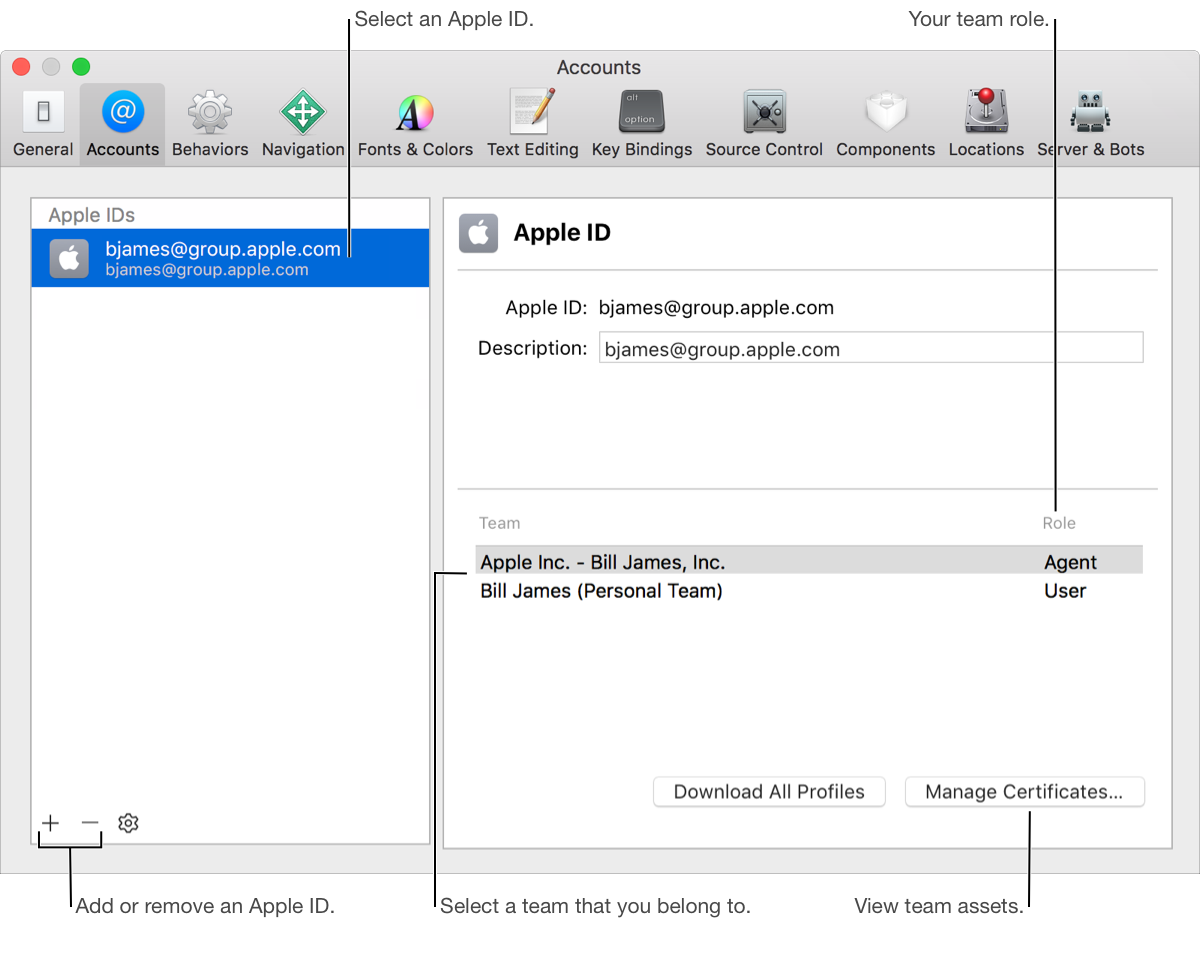 Select an Apple ID.
Your team role.
Accounts
alt
option
General
Accounts
Behaviors
Navigation
Fonts & Colors
Text Editing
Key Bindings
Source Control
Components
Locations
Server & Bots
Apple IDs
bjames@group.apple.com
bjames@group.apple.com
Apple ID
Apple ID: bjames@group.apple.com
Description: bjames@group.apple.com
Team Role
Apple Inc. - Bill James, Inc. Agent
Bill James (Personal Team) User
Download All Profiles
Manage Certificates...
Add or remove an Apple ID.
Select a team that you belong to.
View team assets.